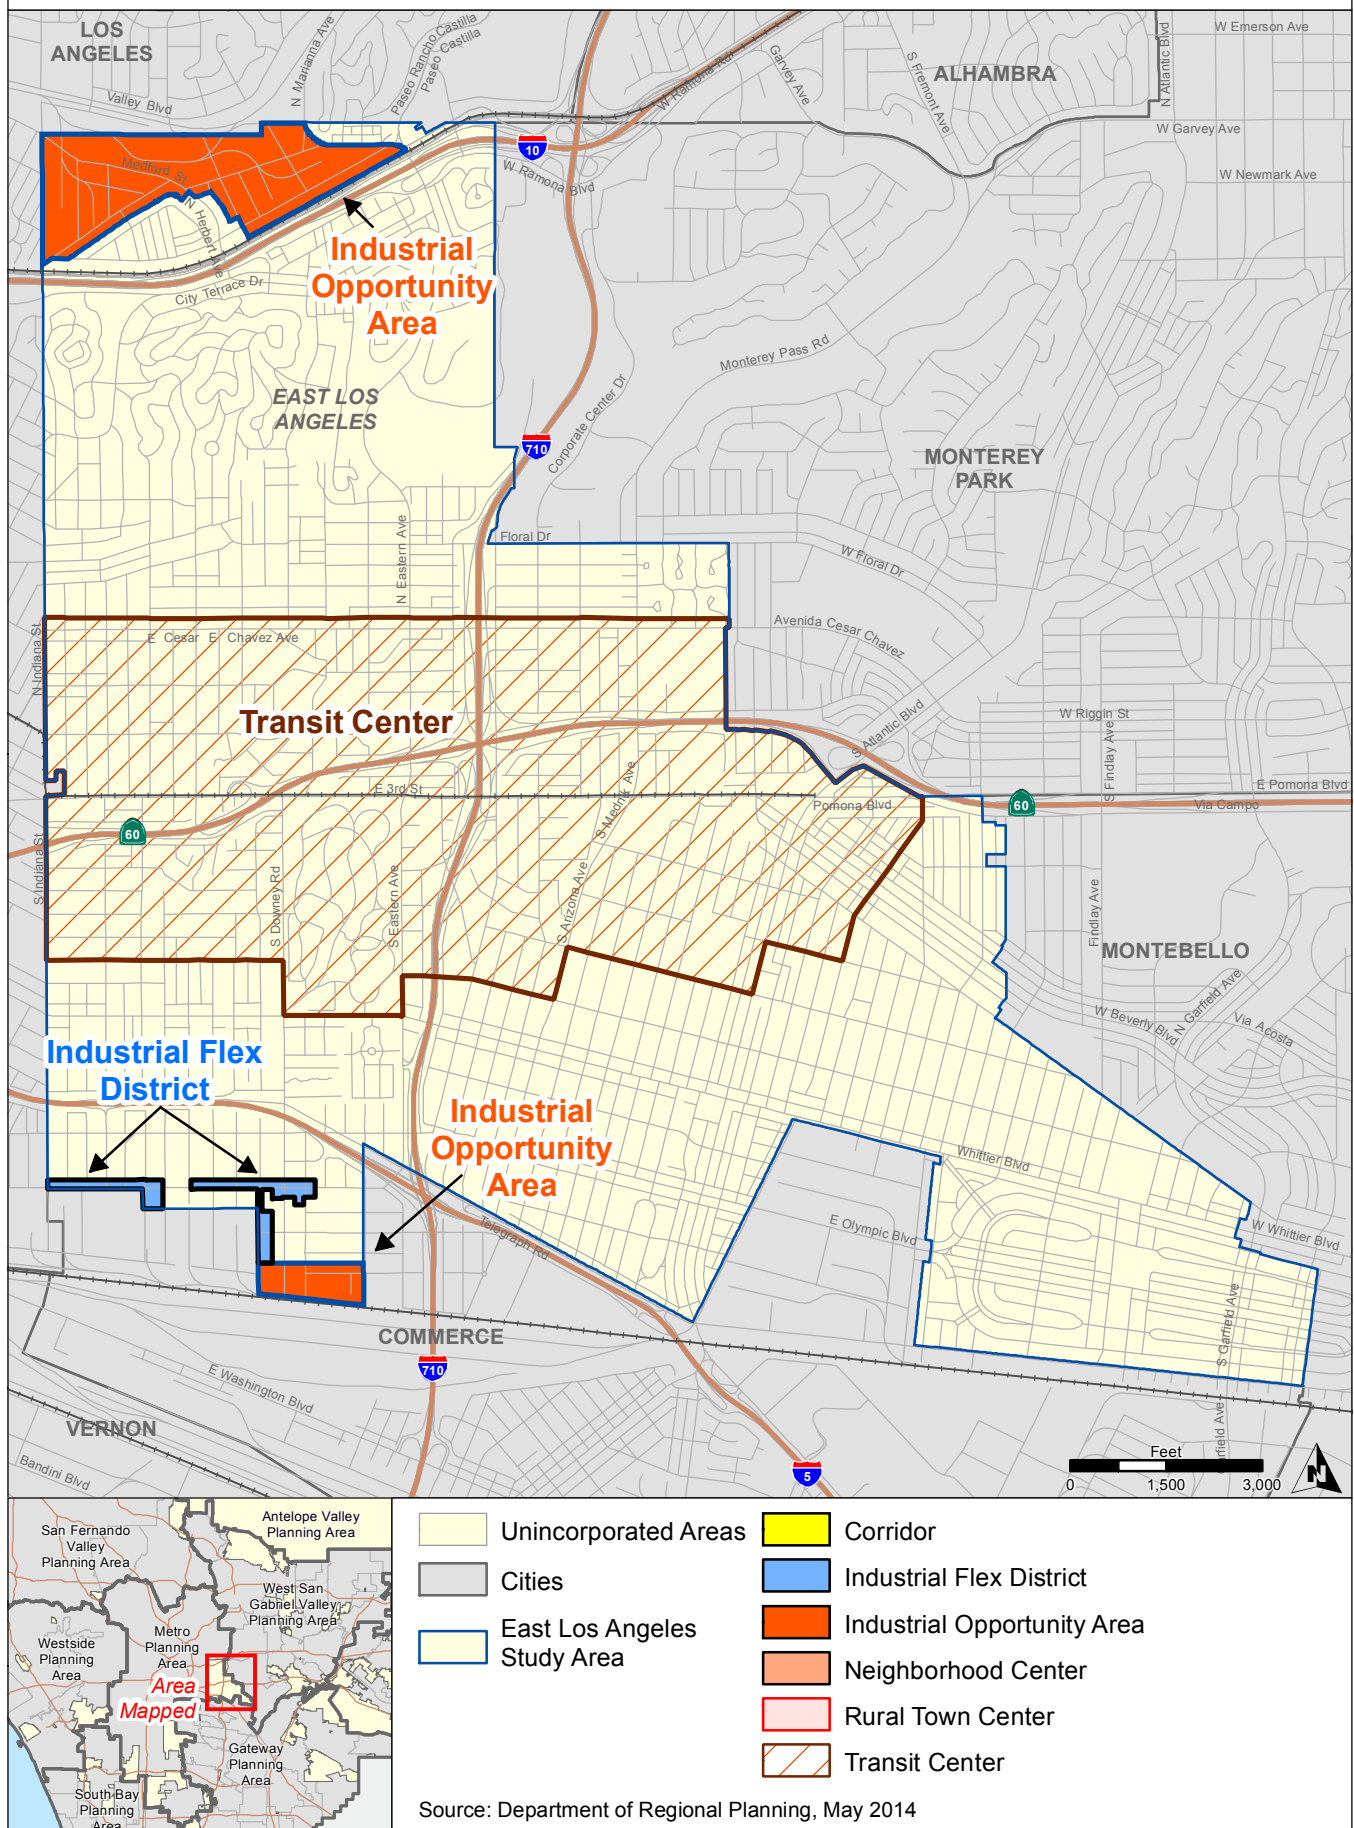 LOS
ANGELES
N Marianna Ave
Paseo Rancho Castilla
Paseo Castilla
Valley Blvd
W Ramona Rd
Garvey Ave
S Fremont Ave
ALHAMBRA
N Atlantic Blvd
W Emerson Ave
W Garvey Ave
W Newmark Ave
Medford St
N Herbert Ave
10
W Ramona Blvd
City Terrace Dr
Industrial
Opportunity
Area
EAST LOS
ANGELES
Monterey Pass Rd
Corporate Center Dr
710
MONTEREY
PARK
N Eastern Ave
Floral Dr
W Floral Dr
Avenida Cesar Chavez
N Indiana St
E Cesar E Chavez Ave
Transit Center
S Atlantic Blvd
W Riggin St
S Findlay Ave
E Pomona Blvd
Via Campo
E 3rd St
S Mednik Ave
Pomona Blvd
60
60
S Indiana St
S Downey Rd
S Eastern Ave
S Arizona Ave
Findlay Ave
MONTEBELLO
W Beverly Blvd
N Garfield Ave
Via Acosta
Industrial Flex
District
Industrial
Opportunity
Area
Whittier Blvd
E Olympic Blvd
W Whittier Blvd
Telegraph Rd
S Garfield Ave
COMMERCE
710
E Washington Blvd
VERNON
Bandini Blvd
5
Feet
0 1,500 3,000
N
San Fernando
Valley
Planning Area
Antelope Valley
Planning Area
West San
Gabriel Valley
Planning Area
Westside
Planning
Area
Metro
Planning
Area
Area
Mapped
Gateway
Planning
Area
South Bay
Planning
Area
Unincorporated Areas
Cities
East Los Angeles
Study Area
Corridor
Industrial Flex District
Industrial Opportunity Area
Neighborhood Center
Rural Town Center
Transit Center
Source: Department of Regional Planning, May 2014